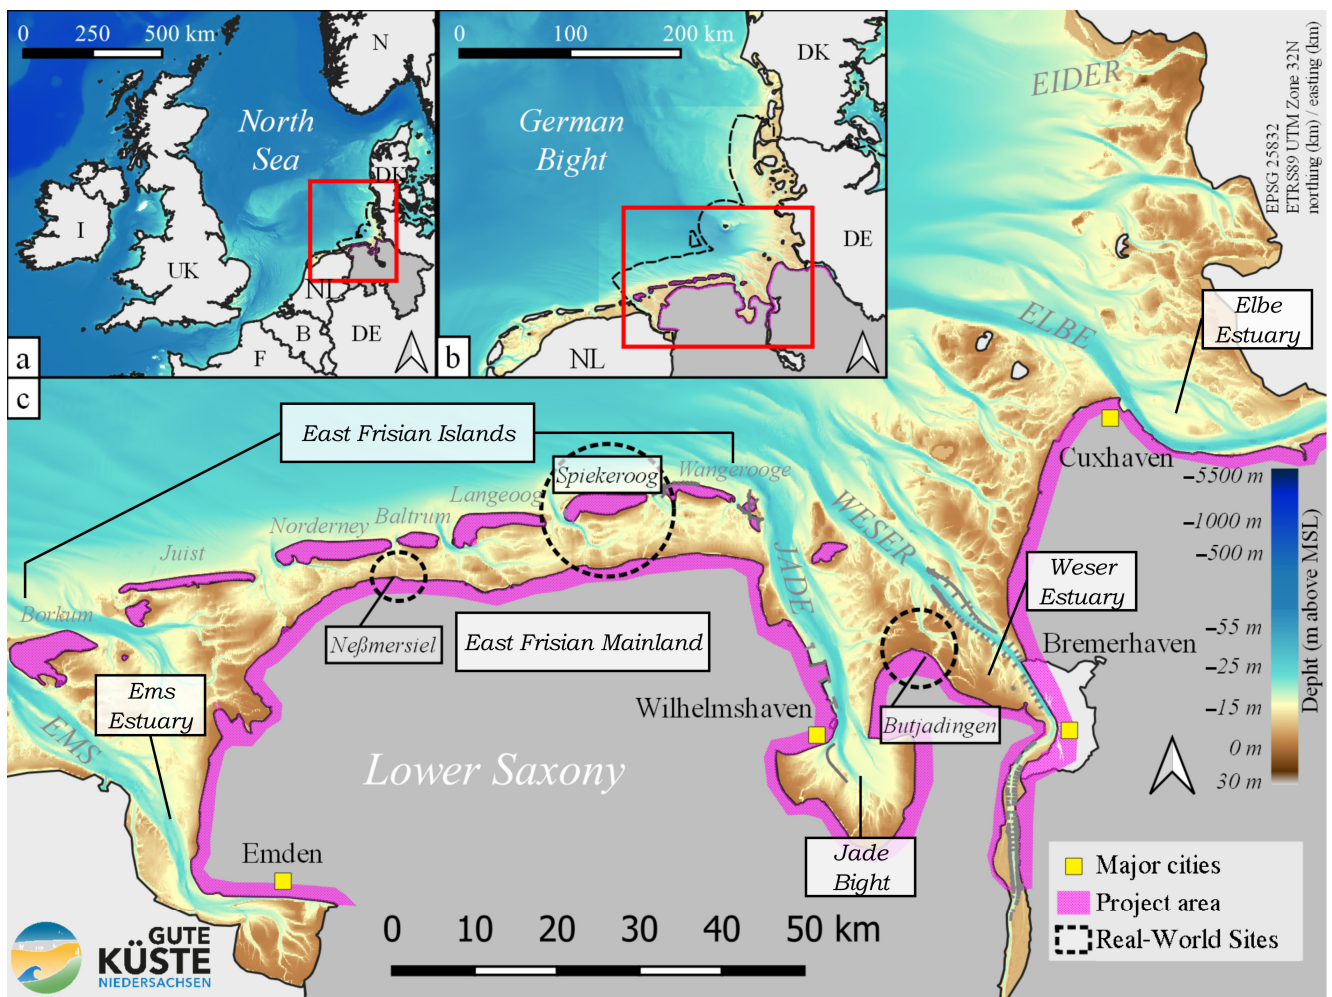 0 250 500 km
N
North
Sea
DK
I
UK
NL
B
DE
F
a
0 100 200 km
DK
German
Bight
DE
NL
b
EPSG 25832
ETRS89 UTM Zone 32N
northing (km) / easting (km)
EIDER
ELBE
Elbe
Estuary
c
East Frisian Islands
Cuxhaven
Spiekeroog
Wangerooge
Langeoog
Baltrum
Norderney
Juist
Borkum
WESER
JADE
−5500 m
−1000 m
−500 m
−55 m
−25 m
−15 m
0 m
30 m
Depht (m above MSL)
Weser
Estuary
Neßmersiel
East Frisian Mainland
Bremerhaven
Ems
Estuary
EMS
Wilhelmshaven
Butjadingen
Lower Saxony
Emden
Jade
Bight
Major cities
Project area
Real-World Sites
0 10 20 30 40 50 km
GUTE
KÜSTE
NIEDERSACHSEN